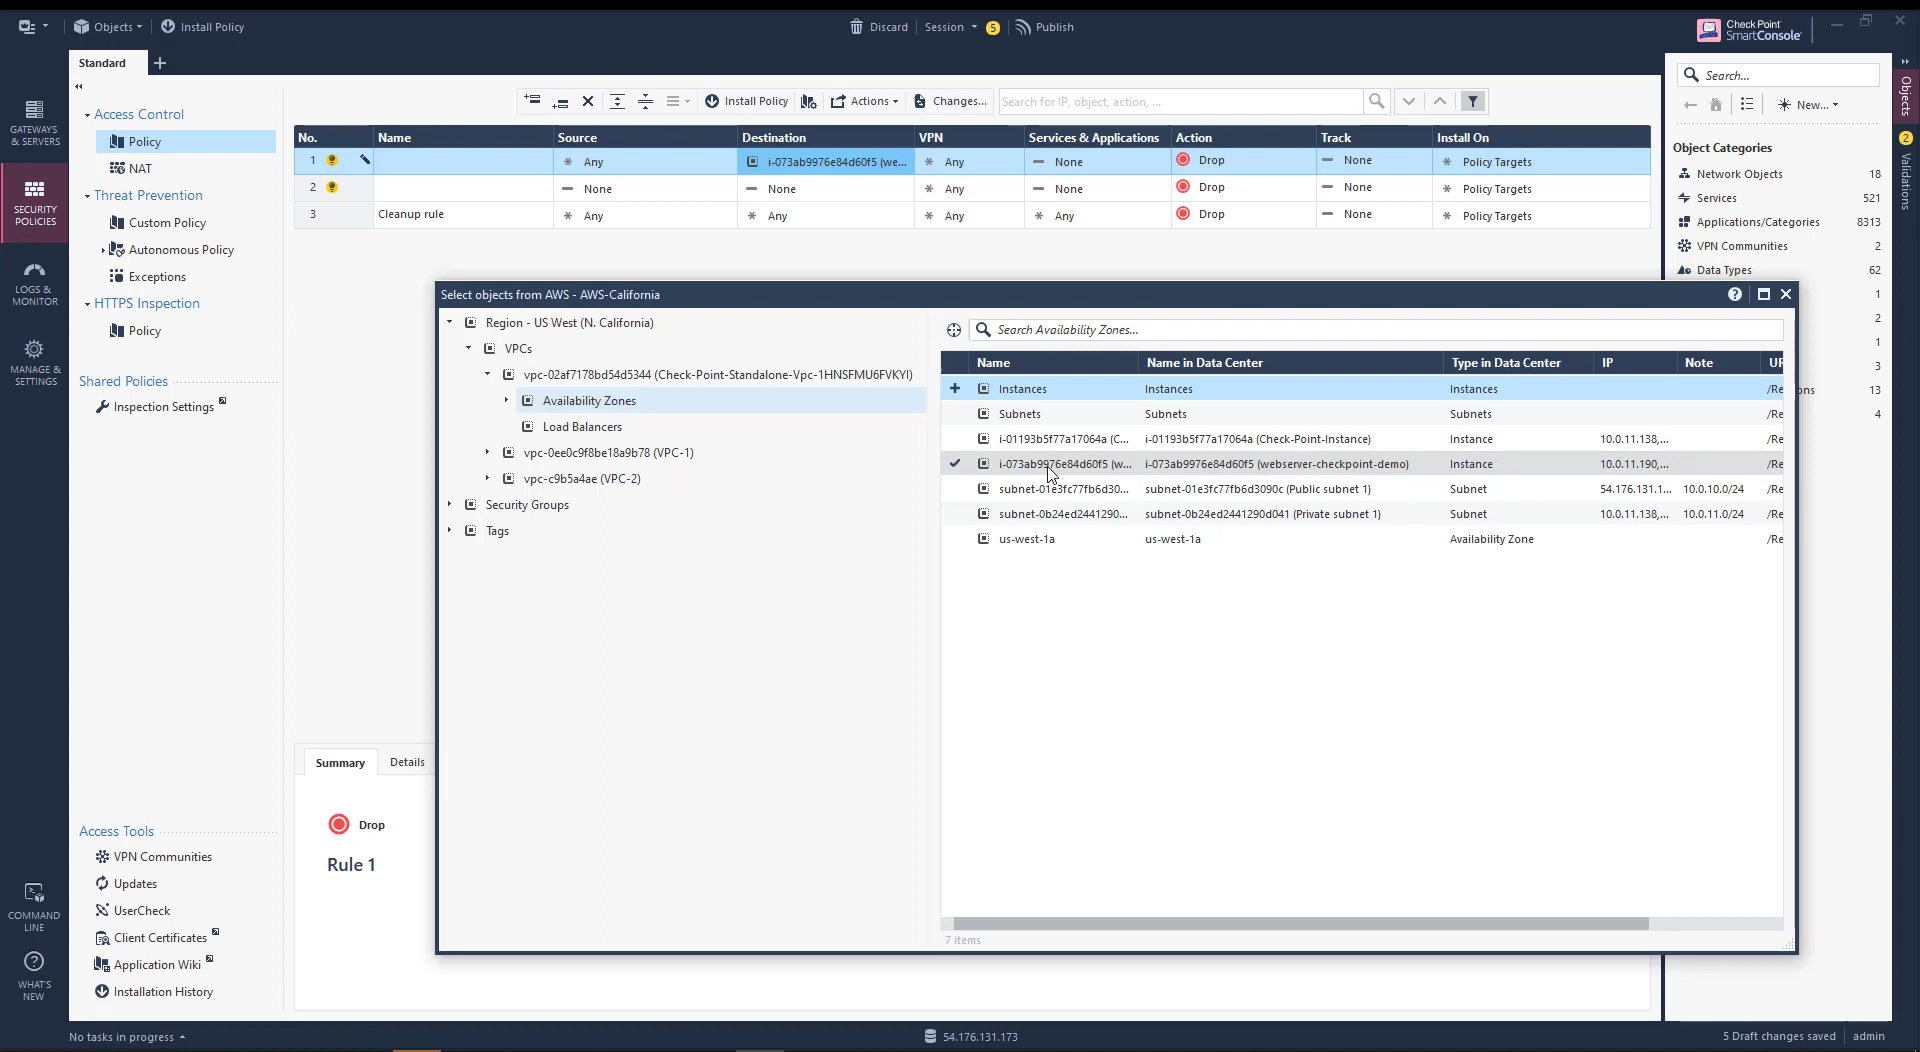 Objects
Install Policy
Discard
Session
5
Publish
Check Point
SmartConsole
Standard
Search...
New...
Objects
2
Validations
GATEWAYS
& SERVERS
SECURITY
POLICIES
LOGS &
MONITOR
MANAGE &
SETTINGS
COMMAND
LINE
WHAT'S
NEW
Access Control
Policy
NAT
Threat Prevention
Custom Policy
Autonomous Policy
Exceptions
HTTPS Inspection
Policy
Shared Policies
Inspection Settings
Access Tools
VPN Communities
Updates
UserCheck
Client Certificates
Application Wiki
Installation History
Install Policy
Actions
Changes...
Search for IP, object, action, ...
No. Name Source Destination VPN Services & Applications Action Track Install On
1 Any i-073ab9976e84d60f5 (we... Any None Drop None Policy Targets
2 None None Any None Drop None Policy Targets
3 Cleanup rule Any Any Any Any Drop None Policy Targets
Object Categories
Network Objects 18
Services 521
Applications/Categories 8313
VPN Communities 2
Data Types 62
1
2
1
3
ons 13
4
Select objects from AWS - AWS-California
Region - US West (N. California)
VPCs
vpc-02af7178bd54d5344 (Check-Point-Standalone-Vpc-1HNSFMU6FVKYI)
Availability Zones
Load Balancers
vpc-0ee0c9f8be18a9b78 (VPC-1)
vpc-c9b5a4ae (VPC-2)
Security Groups
Tags
Search Availability Zones...
Name Name in Data Center Type in Data Center IP Note UR
Instances Instances Instances /Re
Subnets Subnets Subnets /Re
i-01193b5f77a17064a (C... i-01193b5f77a17064a (Check-Point-Instance) Instance 10.0.11.138,... /Re
i-073ab9976e84d60f5 (w... i-073ab9976e84d60f5 (webserver-checkpoint-demo) Instance 10.0.11.190,... /Re
subnet-01e3fc77fb6d30... subnet-01e3fc77fb6d3090c (Public subnet 1) Subnet 54.176.131.1... 10.0.10.0/24 /Re
subnet-0b24ed2441290... subnet-0b24ed2441290d041 (Private subnet 1) Subnet 10.0.11.138,... 10.0.11.0/24 /Re
us-west-1a us-west-1a Availability Zone /Re
7 items
Summary
Details
Drop
Rule 1
No tasks in progress
54.176.131.173
5 Draft changes saved
admin